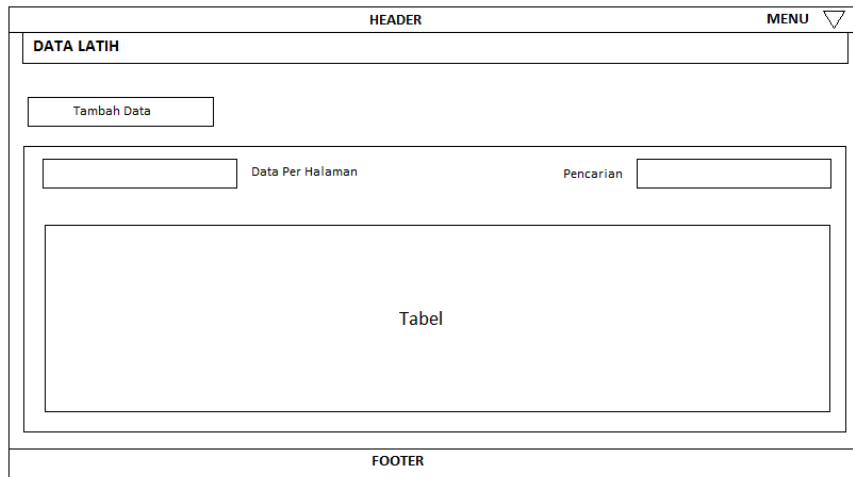 HEADER
MENU
DATA LATIH
Tambah Data
Data Per Halaman
Pencarian
Tabel
FOOTER